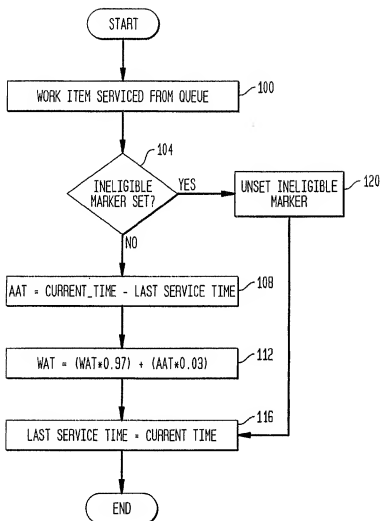 START
WORK ITEM SERVICED FROM QUEUE
100
104
INELIGIBLE
MARKER SET?
YES
UNSET INELIGIBLE
MARKER
120
NO
AAT = CURRENT_TIME - LAST SERVICE TIME
108
WAT = (WAT*0.97) + (AAT*0.03)
112
116
LAST SERVICE TIME = CURRENT TIME
END